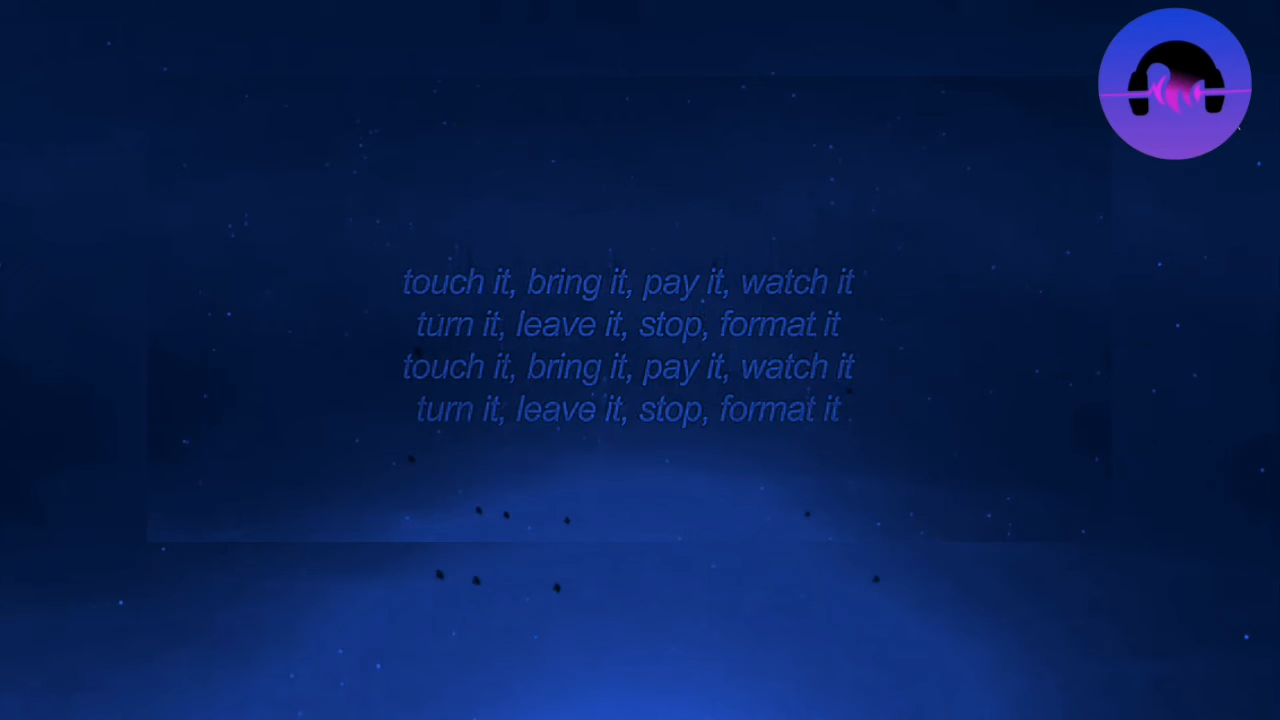 touch it, bring it, pay it, watch it
turn it, leave it, stop, format it
touch it, bring it, pay it, watch it
turn it, leave it, stop, format it